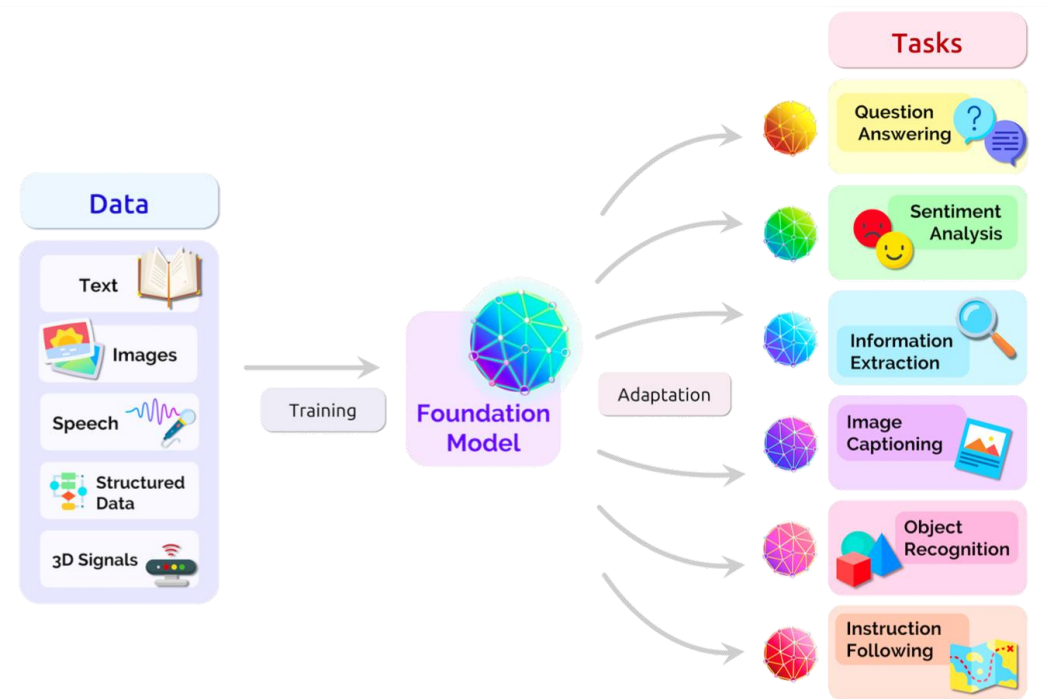 Data
Text
Images
Speech
Structured
Data
3D Signals
Training
Foundation
Model
Adaptation
Tasks
Question
Answering
Sentiment
Analysis
Information
Extraction
Image
Captioning
Object
Recognition
Instruction
Following